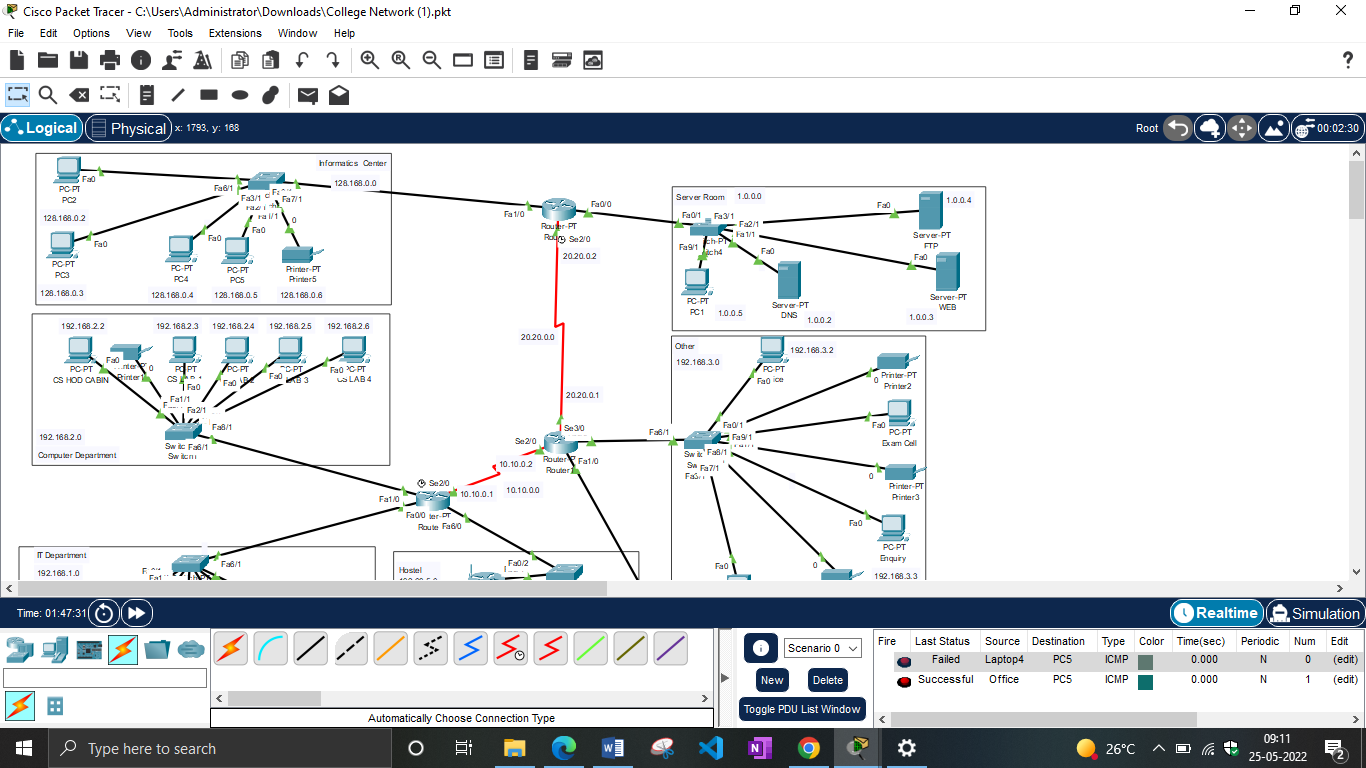 Cisco Packet Tracer - C:\Users\Administrator\Downloads\College Network (1).pkt
File Edit Options View Tools Extensions Window Help
Logical Physical x: 1793, y: 168 Root 00:02:30
Informatics Center
128.168.0.0
PC-PT
PC2
Fa0
Fa6/1
Fa3/1
Fa7/1
128.168.0.2
Fa0
PC-PT
PC3
128.168.0.3
Fa0
PC-PT
PC4
128.168.0.4
Fa0
PC-PT
PC5
128.168.0.5
0
Printer-PT
Printer5
128.168.0.6
Fa1/0
Fa0/0
Router-PT
Se2/0
20.20.0.2
20.20.0.0
20.20.0.1
Server Room
1.0.0.0
Fa0/1
Fa3/1
Fa2/1
Fa1/1
Fa9/1
Fa0
1.0.0.4
Server-PT
FTP
Fa0
Server-PT
WEB
1.0.0.3
Fa0
Server-PT
DNS
1.0.0.2
PC-PT
PC1
1.0.0.5
192.168.2.2 192.168.2.3 192.168.2.4 192.168.2.5 192.168.2.6
Fa0
PC-PT
CS HOD CABIN
0
PC-PT
Fa0
PC-PT
Fa0
Fa0
Fa0
CS LAB 4
Fa1/1
Fa2/1
Fa8/1
Fa6/1
192.168.2.0
Computer Department
Se3/0
Se2/0
Fa1/0
10.10.0.2
10.10.0.1
10.10.0.0
Se2/0
Fa1/0
Fa0/0
Fa6/0
Other
192.168.3.0
192.168.3.2
PC-PT
Fa0
Printer-PT
Printer2
0
Fa6/1
Fa0/1
Fa9/1
Fa8/1
Fa7/1
Fa0
PC-PT
Exam Cell
0
Printer-PT
Printer3
Fa0
PC-PT
Enquiry
Fa0
0
192.168.3.3
IT Department
192.168.1.0
Fa6/1
Hostel
Fa0/2
Time: 01:47:31 Realtime Simulation
Automatically Choose Connection Type
Scenario 0
New Delete
Toggle PDU List Window
Fire Last Status Source Destination Type Color Time(sec) Periodic Num Edit
Failed Laptop4 PC5 ICMP 0.000 N 0 (edit)
Successful Office PC5 ICMP 0.000 N 1 (edit)
Type here to search
26°C
09:11
25-05-2022
2